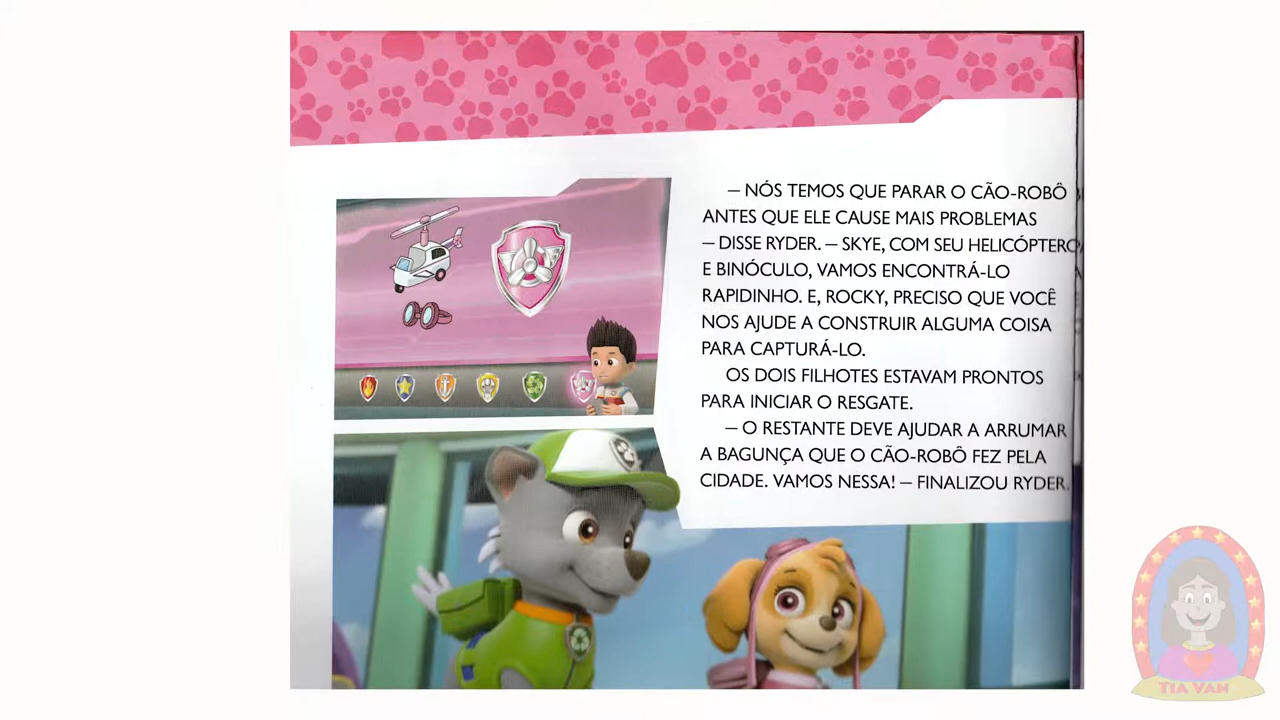 – NÓS TEMOS QUE PARAR O CÃO-ROBÔ
ANTES QUE ELE CAUSE MAIS PROBLEMAS
– DISSE RYDER. – SKYE, COM SEU HELICÓPTERO
E BINÓCULO, VAMOS ENCONTRÁ-LO
RAPIDINHO. E, ROCKY, PRECISO QUE VOCÊ
NOS AJUDE A CONSTRUIR ALGUMA COISA
PARA CAPTURÁ-LO.
OS DOIS FILHOTES ESTAVAM PRONTOS
PARA INICIAR O RESGATE.
– O RESTANTE DEVE AJUDAR A ARRUMAR
A BAGUNÇA QUE O CÃO-ROBÔ FEZ PELA
CIDADE. VAMOS NESSA! – FINALIZOU RYDER.
TIA VAN